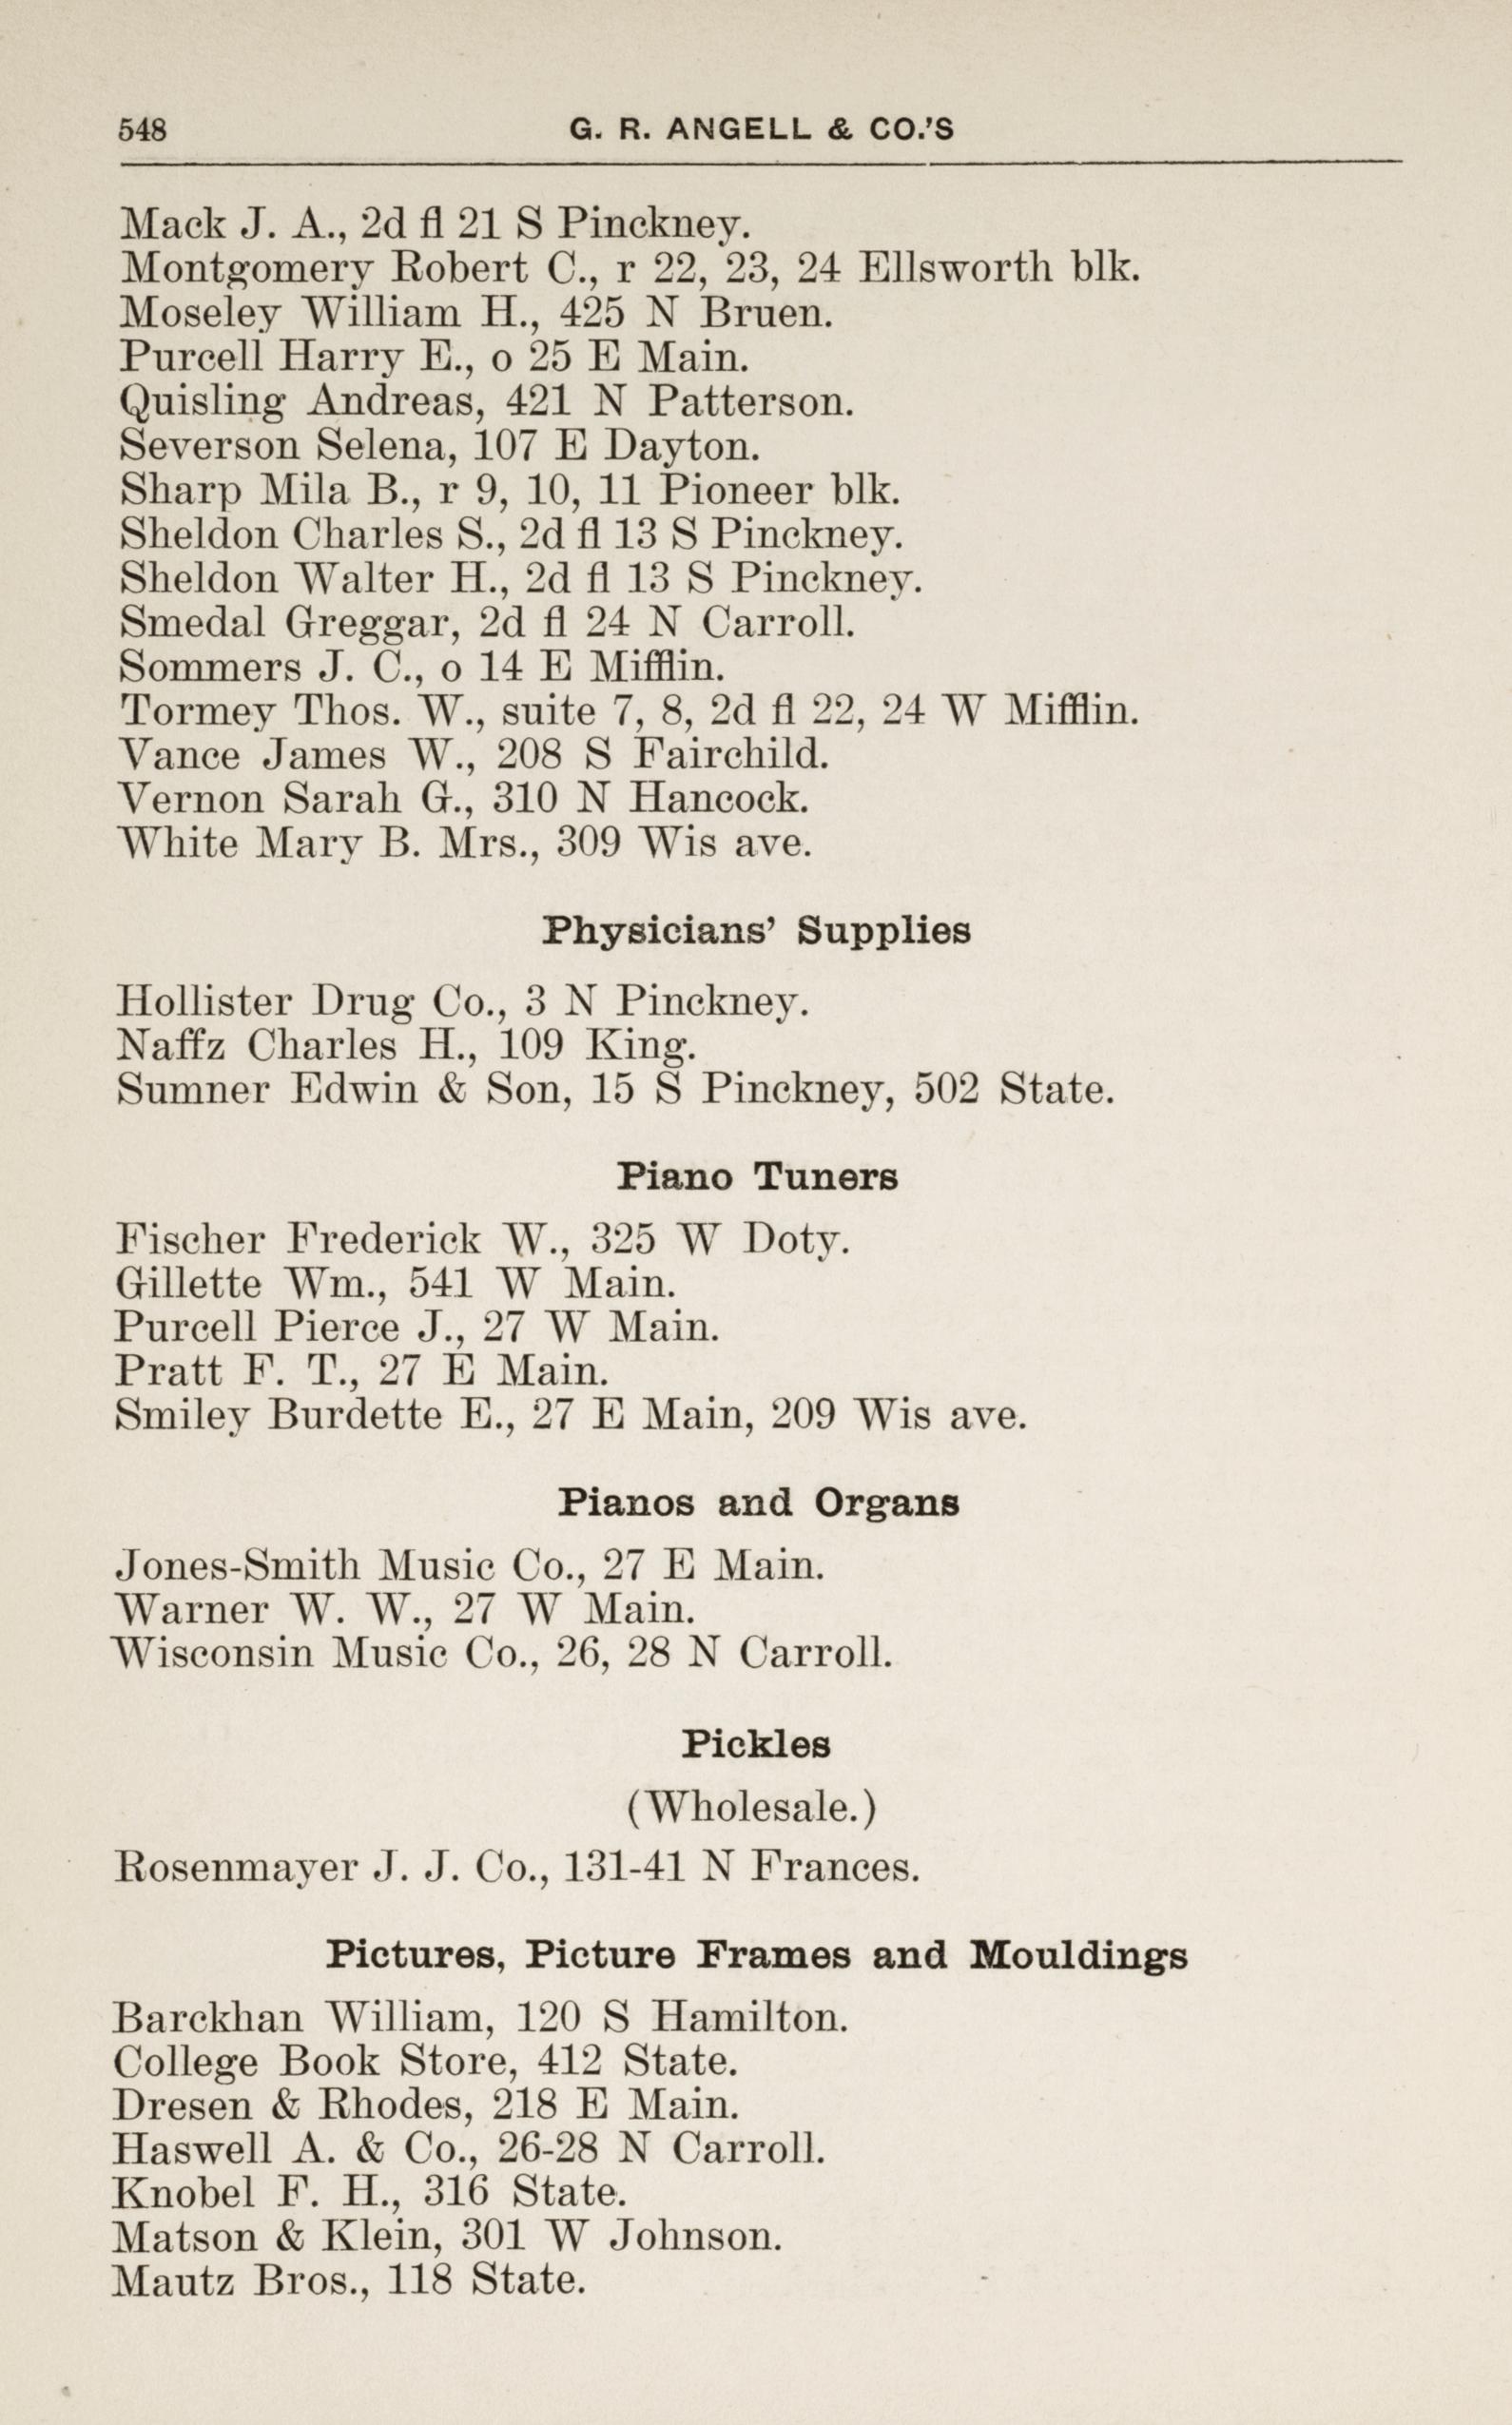 548 G. R. ANGELL & CO.'S
Mack J. A., 2d fl 21 S Pinckney.
Montgomery Robert C., r 22, 23, 24 Ellsworth blk.
Moseley William H., 425 N Bruen.
Purcell Harry E., o 25 E Main.
Quisling Andreas, 421 N Patterson.
Severson Selena, 107 E Dayton.
Sharp Mila B., r 9, 10, 11 Pioneer blk.
Sheldon Charles S., 2d fl 13 S Pinckney.
Sheldon Walter H., 2d fl 13 S Pinckney.
Smedal Greggar, 2d fl 24 N Carroll.
Sommers J. C., o 14 E Mifflin.
Tormey Thos. W., suite 7, 8, 2d fl 22, 24 W Mifflin.
Vance James W., 208 S Fairchild.
Vernon Sarah G., 310 N Hancock.
White Mary B. Mrs., 309 Wis ave.
Physicians' Supplies
Hollister Drug Co., 3 N Pinckney.
Naffz Charles H., 109 King.
Sumner Edwin & Son, 15 S Pinckney, 502 State.
Piano Tuners
Fischer Frederick W., 325 W Doty.
Gillette Wm., 541 W Main.
Purcell Pierce J., 27 W Main.
Pratt F. T., 27 E Main.
Smiley Burdette E., 27 E Main, 209 Wis ave.
Pianos and Organs
Jones-Smith Music Co., 27 E Main.
Warner W. W., 27 W Main.
Wisconsin Music Co., 26, 28 N Carroll.
Pickles
(Wholesale.)
Rosenmayer J. J. Co., 131-41 N Frances.
Pictures, Picture Frames and Mouldings
Barckhan William, 120 S Hamilton.
College Book Store, 412 State.
Dresen & Rhodes, 218 E Main.
Haswell A. & Co., 26-28 N Carroll.
Knobel F. H., 316 State.
Matson & Klein, 301 W Johnson.
Mautz Bros., 118 State.